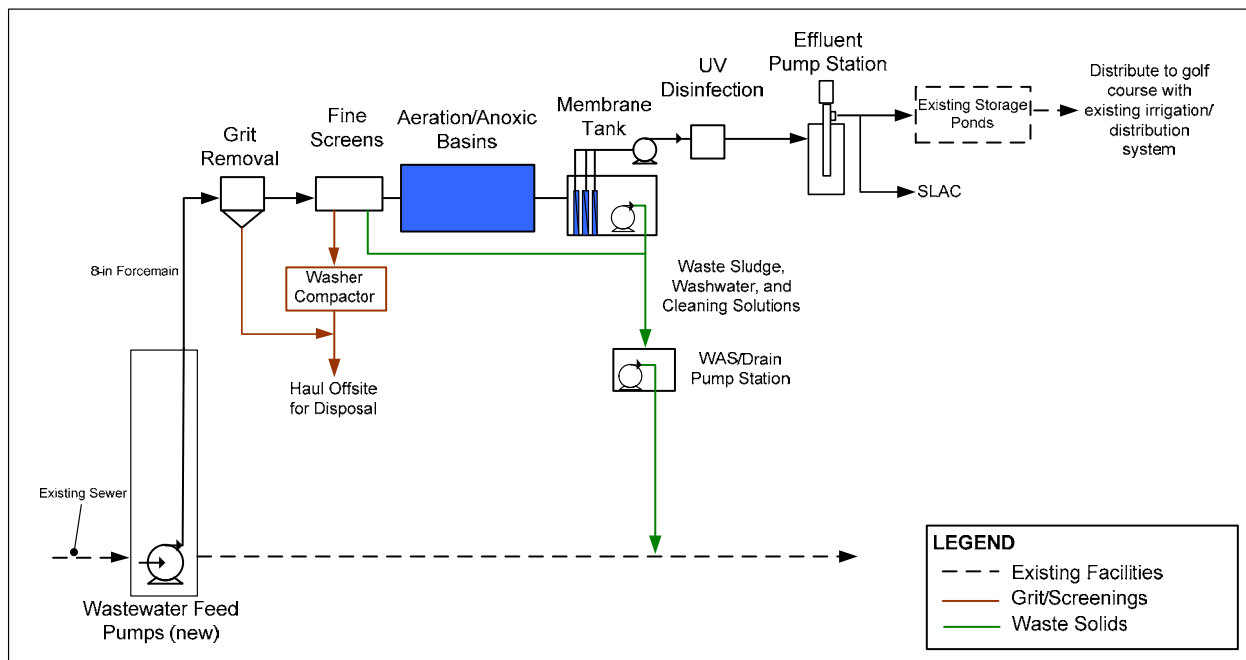 Effluent
Pump Station
UV
Disinfection
Membrane
Tank
Aeration/Anoxic
Basins
Fine
Screens
Grit
Removal
Existing Storage
Ponds
Distribute to golf
course with
existing irrigation/
distribution
system
SLAC
8-in Forcemain
Washer
Compactor
Waste Sludge,
Washwater, and
Cleaning Solutions
WAS/Drain
Pump Station
Haul Offsite
for Disposal
Existing Sewer
Wastewater Feed
Pumps (new)
LEGEND
Existing Facilities
Grit/Screenings
Waste Solids